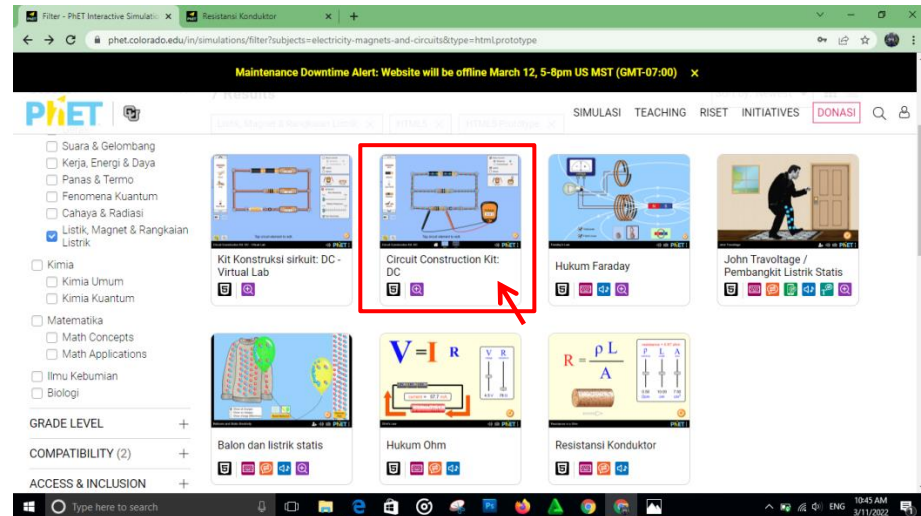 Filter - PhET Interactive Simulatic
Resistansi Konduktor
phet.colorado.edu/in/simulations/filter?subjects=electricity-magnets-and-circuits&type=html,prototype
Maintenance Downtime Alert: Website will be offline March 12, 5-8pm US MST (GMT-07:00) ×
7 Results
PhET
SIMULASI TEACHING RISET INITIATIVES DONASI
Suara & Gelombang
Kerja, Energi & Daya
Panas & Termo
Fenomena Kuantum
Cahaya & Radiasi
Listik, Magnet & Rangkaian
Listrik
Kimia
Kimia Umum
Kimia Kuantum
Matematika
Math Concepts
Math Applications
Ilmu Kebumian
Biologi
GRADE LEVEL +
COMPATIBILITY (2) +
ACCESS & INCLUSION +
Kit Konstruksi sirkuit: DC -
Virtual Lab
Circuit Construction Kit:
DC
Hukum Faraday
John Travoltage /
Pembangkit Listrik Statis
V = I R
V R
R = ρ L
A
ρ L A
Balon dan listrik statis
Hukum Ohm
Resistansi Konduktor
Type here to search
ENG
10:45 AM
3/11/2022